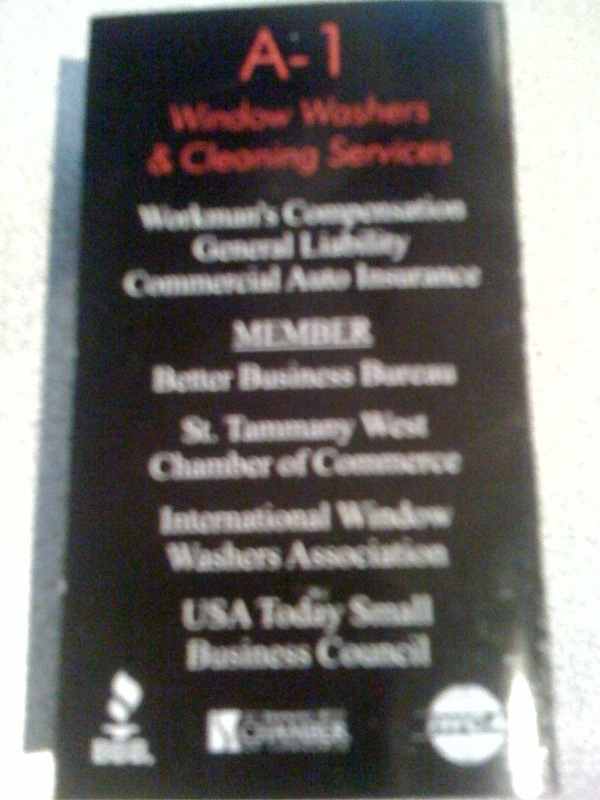 A-1
Window Washers
& Cleaning Services
Workman's Compensation
General Liability
Commercial Auto Insurance
MEMBER
Better Business Bureau
St. Tammany West
Chamber of Commerce
International Window
Washers Association
USA Today Small
Business Council
BBB.
CHAMBER